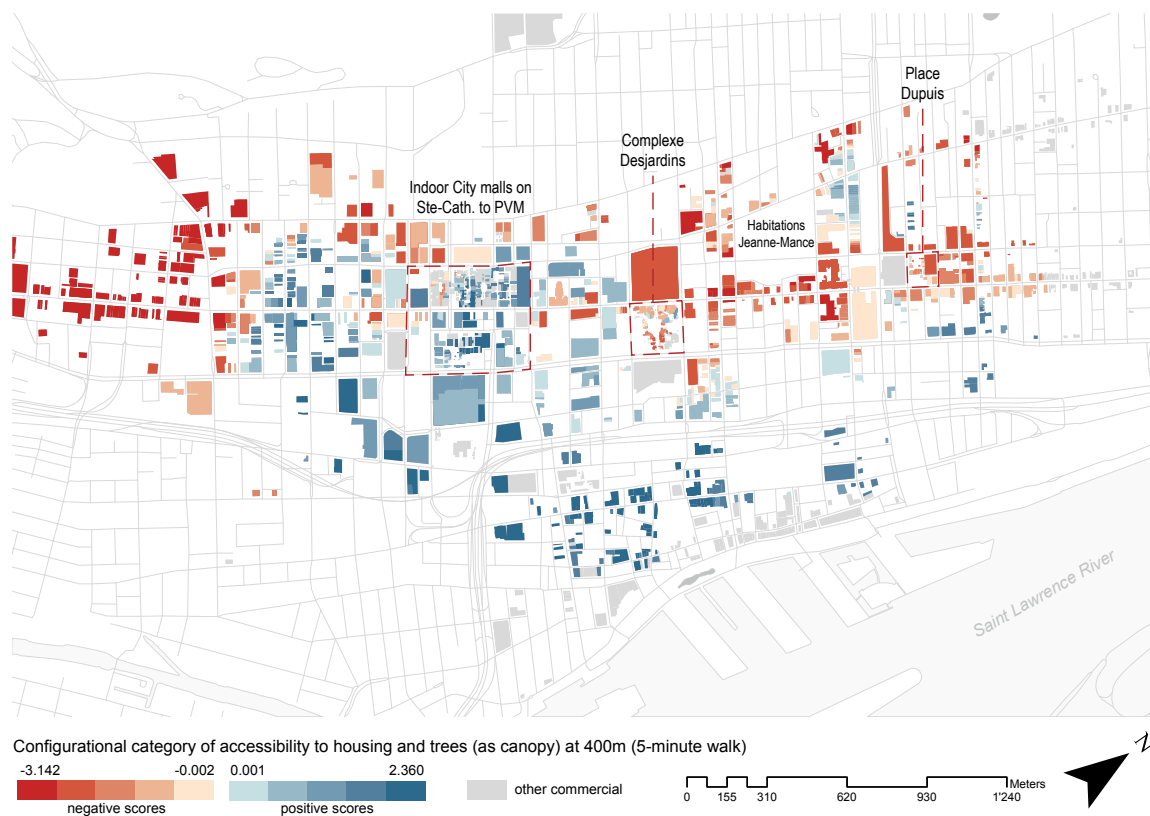 Place
Dupuis
Complexe
Desjardins
Indoor City malls on
Ste-Cath. to PVM
Habitations
Jeanne-Mance
Saint Lawrence River
Configurational category of accessibility to housing and trees (as canopy) at 400m (5-minute walk)
-3.142 -0.002 0.001 2.360
negative scores positive scores
other commercial
Meters
0 155 310 620 930 1'240
N